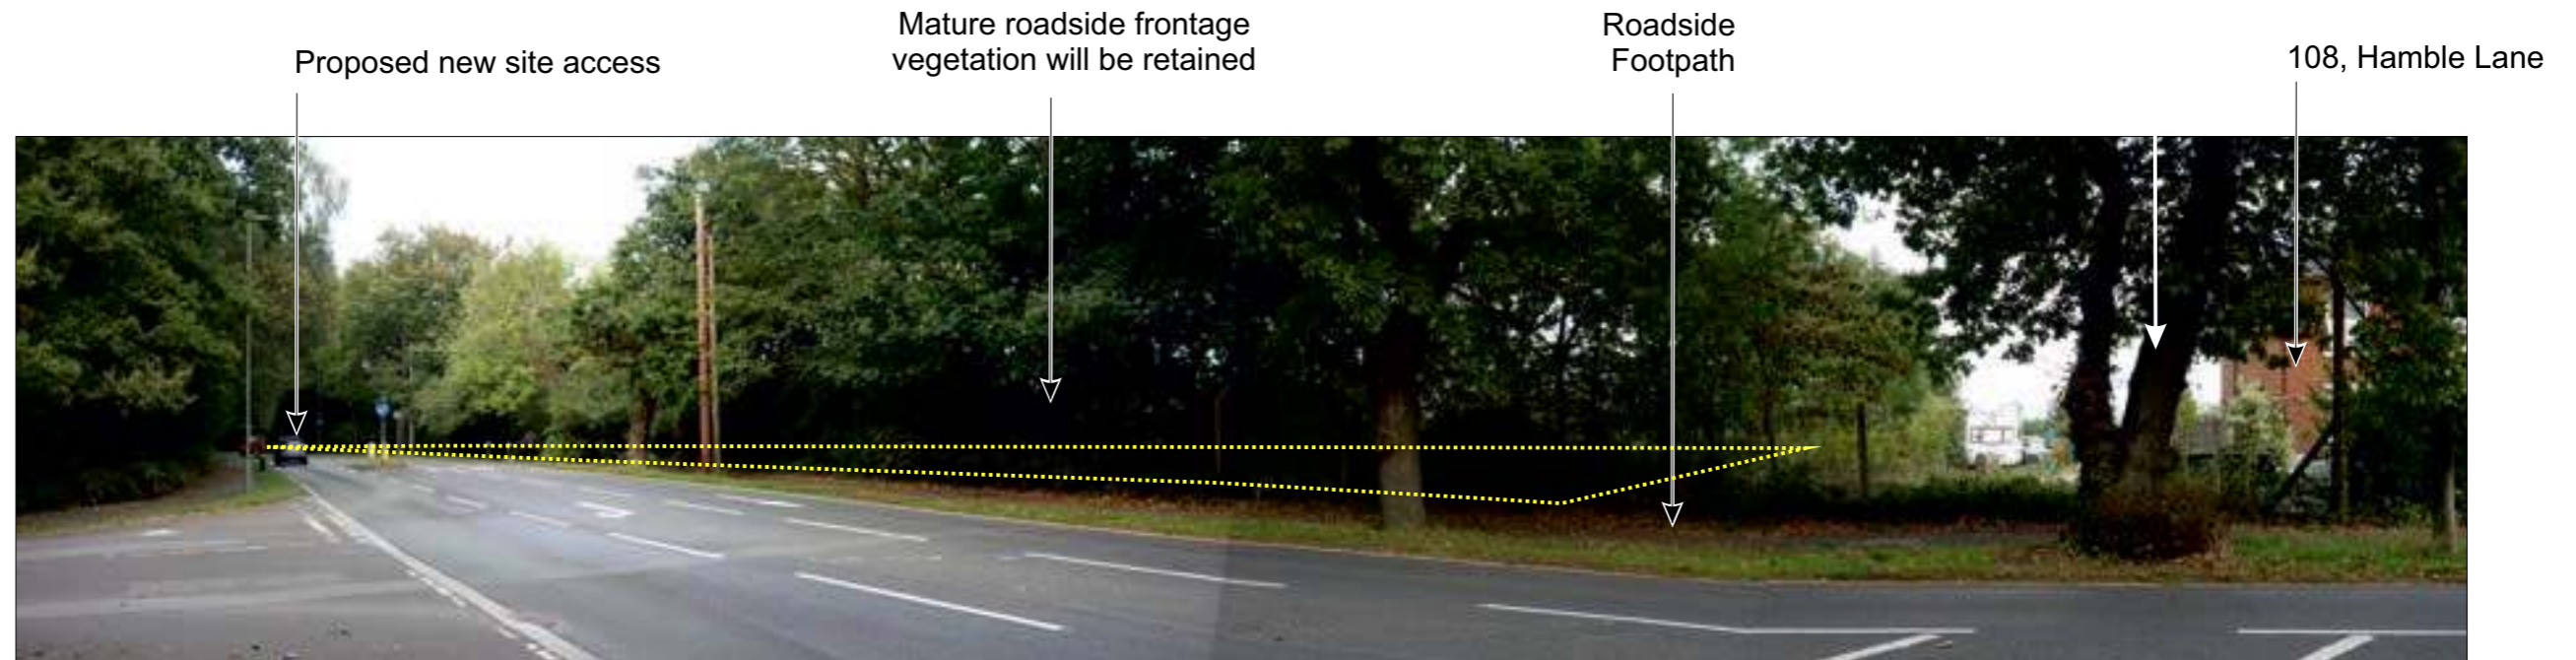 Proposed new site access
Mature roadside frontage
vegetation will be retained
Roadside
Footpath
108, Hamble Lane